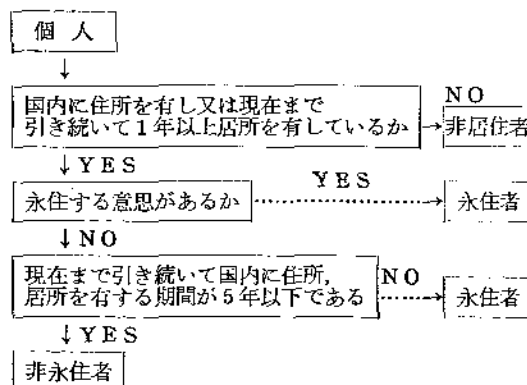 個人
↓
国内に住所を有し又は現在まで
引き続いて1年以上居所を有しているか
NO
→
非居住者
↓YES
永住する意思があるか
YES
→
永住者
↓NO
現在まで引き続いて国内に住所,
居所を有する期間が5年以下である
NO
→
永住者
↓YES
非永住者